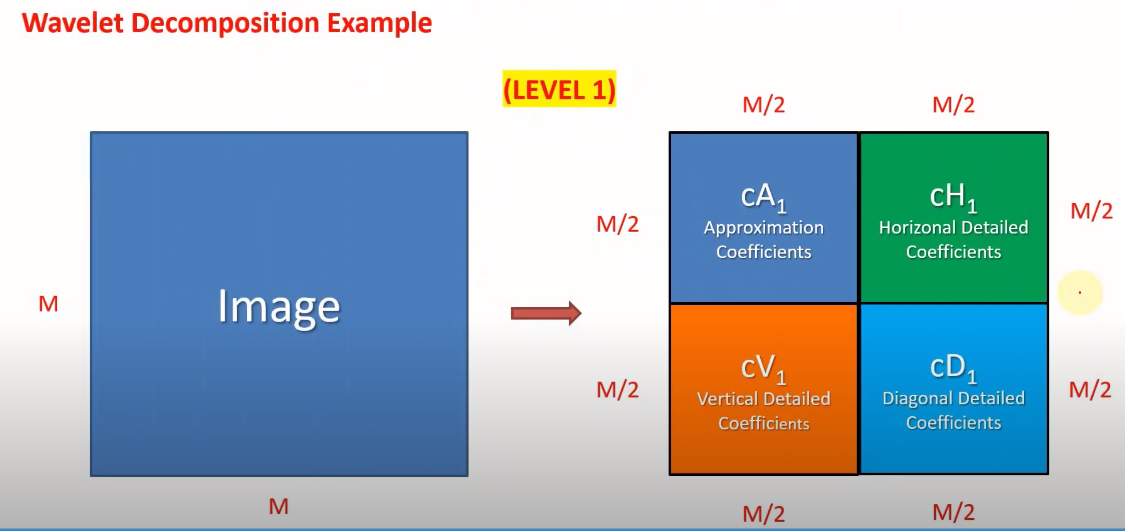 Wavelet Decomposition Example
(LEVEL 1)
M/2 M/2
cA1
Approximation
Coefficients
cH1
Horizonal Detailed
Coefficients
M/2
M/2
M
Image
cV1
Vertical Detailed
Coefficients
cD1
Diagonal Detailed
Coefficients
M/2
M/2
M
M/2 M/2